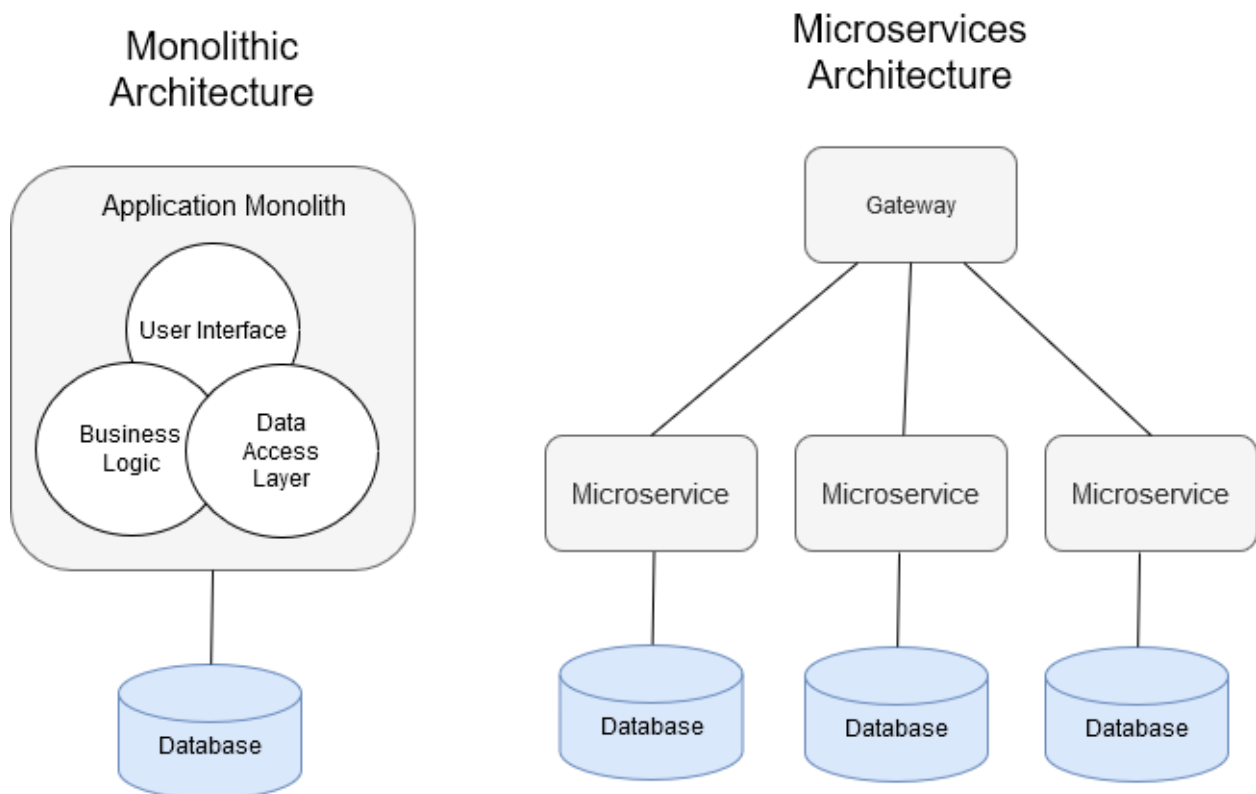 Monolithic
Architecture
Application Monolith
User Interface
Business
Logic
Data
Access
Layer
Database
Microservices
Architecture
Gateway
Microservice
Microservice
Microservice
Database
Database
Database